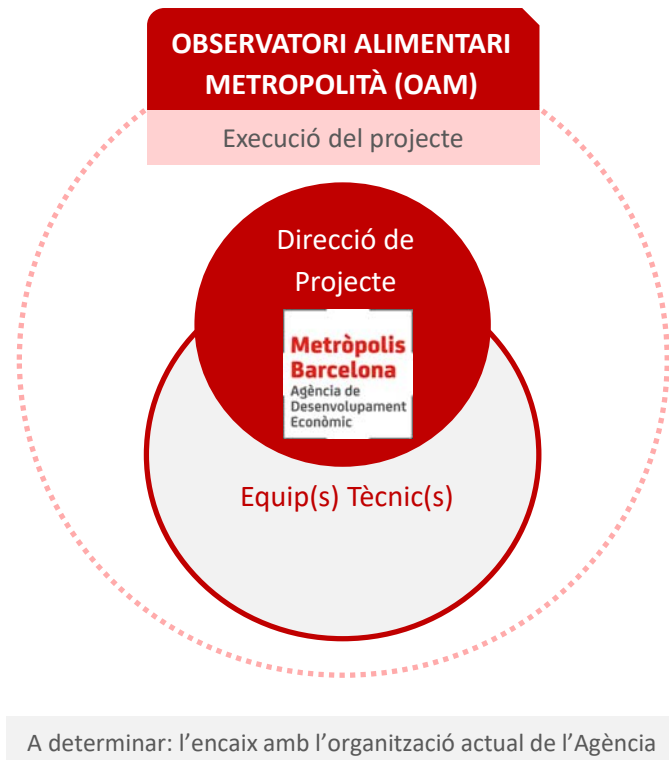 OBSERVATORI ALIMENTARI
METROPOLITÀ (OAM)
Execució del projecte
Direcció de
Projecte
Metròpolis
Barcelona
Agència de
Desenvolupament
Econòmic
Equip(s) Tècnic(s)
A determinar: l’encaix amb l’organització actual de l’Agència